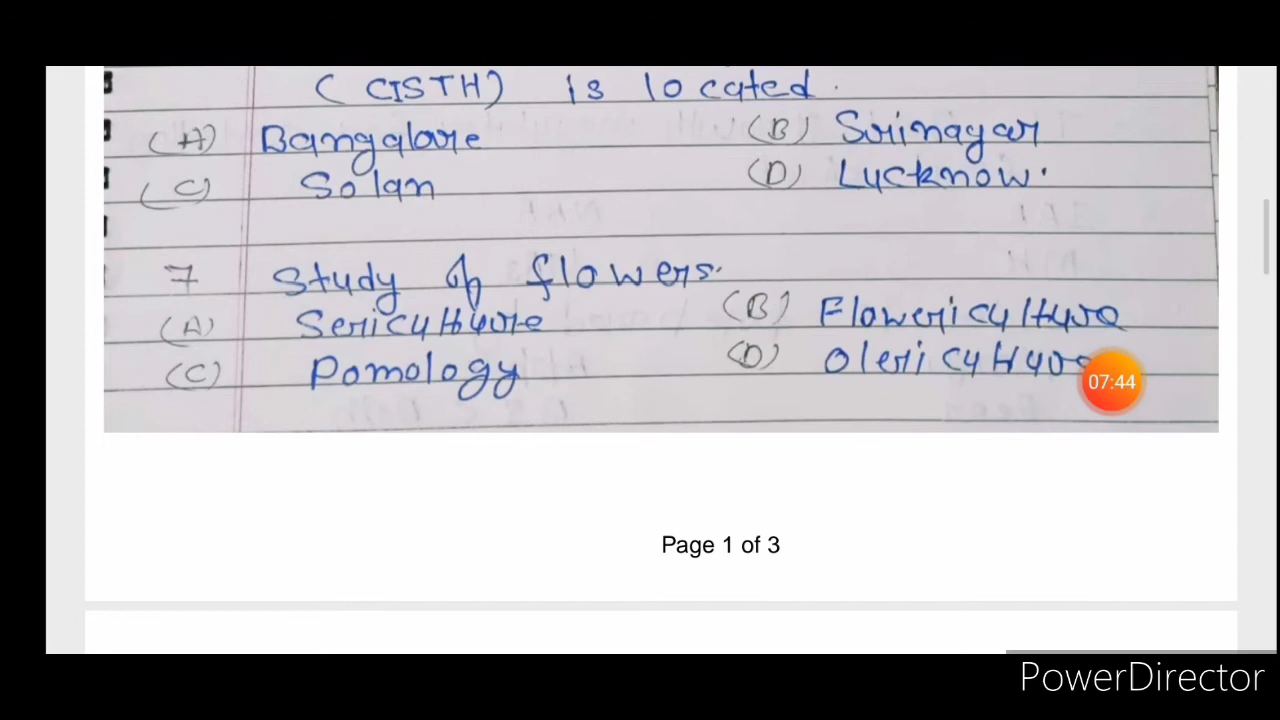 ( CISTH) is located.
(A) Bangalore (B) Srinagar
(C) Solan (D) Lucknow.
7 Study of flowers.
(A) Sericulture (B) Flowericulture
(C) Pomology (D) Olericulture
07:44
Page 1 of 3
PowerDirector